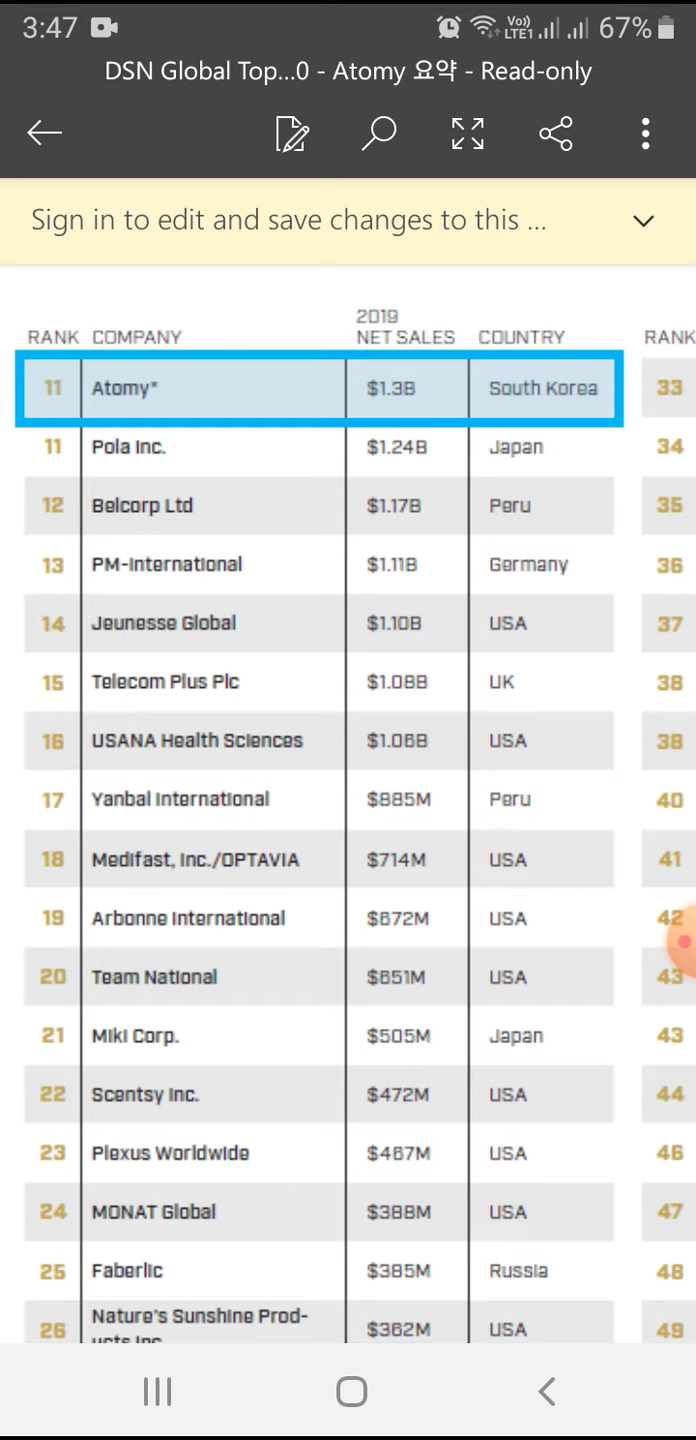 3:47 Vo)) LTE1 67%
DSN Global Top...0 - Atomy 요약 - Read-only
Sign in to edit and save changes to this ...
2019
RANK COMPANY NET SALES COUNTRY RANK
11 Atomy* $1.3B South Korea 33
11 Pola Inc. $1.24B Japan 34
12 Belcorp Ltd $1.17B Peru 35
13 PM-International $1.11B Germany 36
14 Jeunesse Global $1.10B USA 37
15 Telecom Plus Plc $1.08B UK 38
16 USANA Health Sciences $1.06B USA 38
17 Yanbal International $885M Peru 40
18 Medifast, Inc./OPTAVIA $714M USA 41
19 Arbonne International $672M USA 42
20 Team National $651M USA 43
21 Miki Corp. $505M Japan 43
22 Scentsy Inc. $472M USA 44
23 Plexus Worldwide $467M USA 46
24 MONAT Global $388M USA 47
25 Faberlic $385M Russia 48
26 Nature's Sunshine Prod-
ucts Inc. $362M USA 49